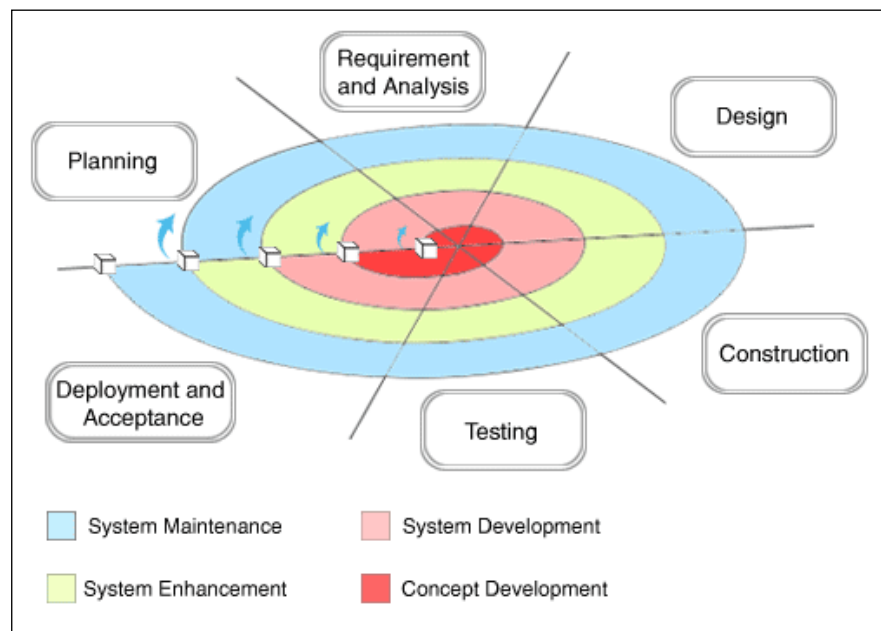 Requirement
and Analysis
Design
Planning
Construction
Deployment and
Acceptance
Testing
System Maintenance
System Development
System Enhancement
Concept Development